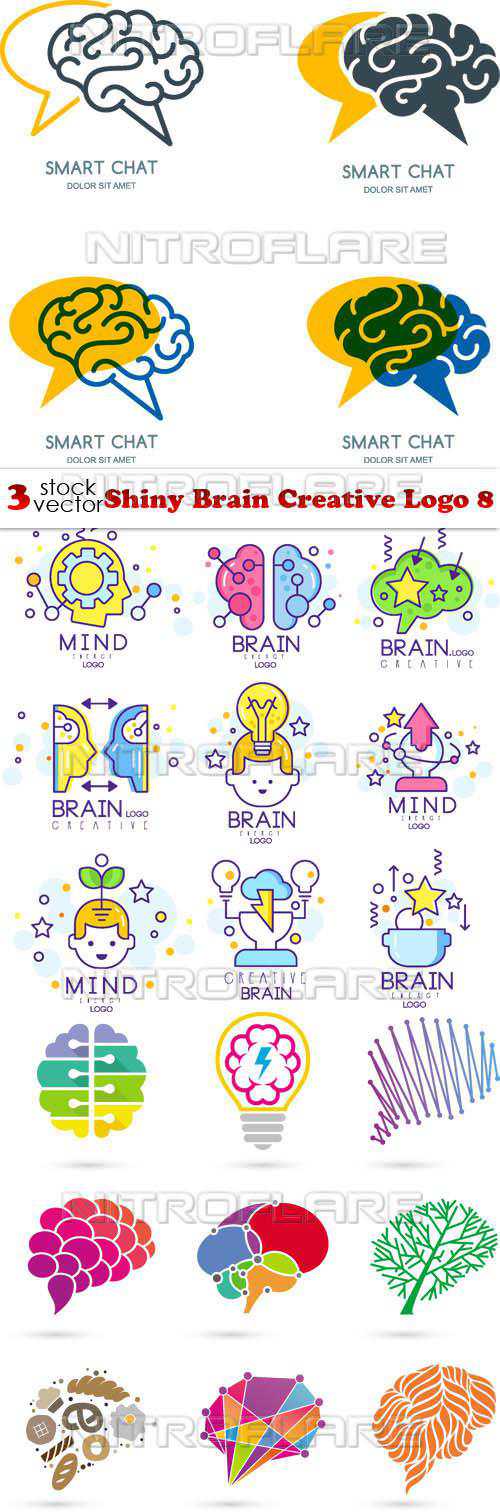 NITROFLARE
NITROFLARE
SMART CHAT
DOLOR SIT AMET
SMART CHAT
DOLOR SIT AMET
NITROFLARE
SMART CHAT
DOLOR SIT AMET
SMART CHAT
DOLOR SIT AMET
NITROFLARE
3 stock vector Shiny Brain Creative Logo 8
MIND
ENERGY
LOGO
BRAIN
ENERGY
LOGO
BRAIN.LOGO
CREATIVE
NITROFLARE
BRAIN LOGO
CREATIVE
BRAIN
ENERGY
LOGO
MIND
ENERGY
LOGO
NITROFLARE
MIND
ENERGY
LOGO
CREATIVE
BRAIN
BRAIN
ENERGY
LOGO
NITROFLARE
NITROFLARE